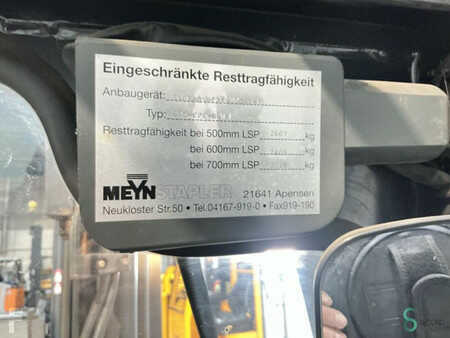 Eingeschränkte Resttragfähigkeit
Anbaugerät:
Typ:
Resttragfähigkeit bei 500mm LSP kg
bei 600mm LSP kg
bei 700mm LSP kg
MEYN STAPLER 21641 Apensen
Neukloster Str.50 • Tel.04167-919-0 • Fax919-190